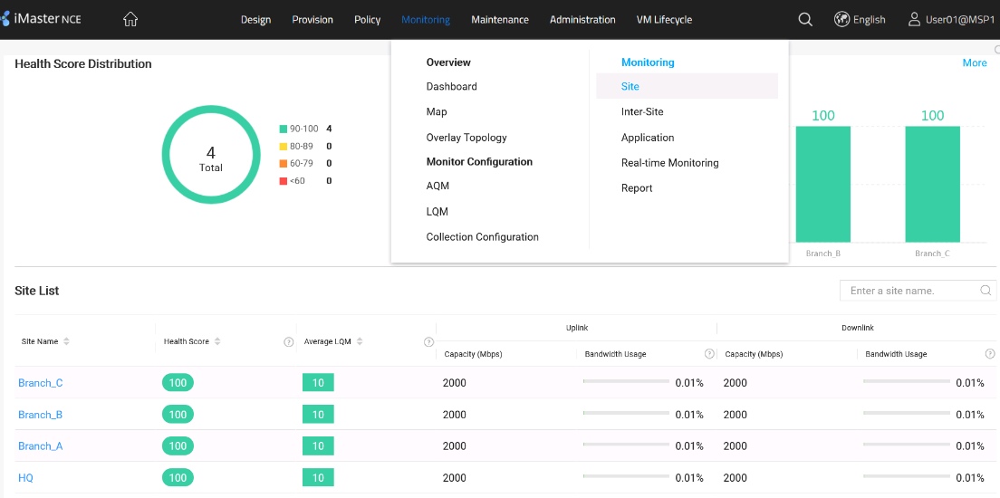 iMaster NCE
Design Provision Policy Monitoring Maintenance Administration VM Lifecycle
English User01@MSP1
Health Score Distribution
More
4
Total
90-100 4
80-89 0
60-79 0
<60 0
Overview
Dashboard
Map
Overlay Topology
Monitor Configuration
AQM
LQM
Collection Configuration
Monitoring
Site
Inter-Site
Application
Real-time Monitoring
Report
100 100
Branch_B Branch_C
Site List
Enter a site name.
Uplink Downlink
Site Name Health Score ? Average LQM ? Capacity (Mbps) Bandwidth Usage ? Capacity (Mbps) Bandwidth Usage ?
Branch_C 100 10 2000 0.01% 2000 0.01%
Branch_B 100 10 2000 0.01% 2000 0.01%
Branch_A 100 10 2000 0.01% 2000 0.01%
HQ 100 10 2000 0.01% 2000 0.01%